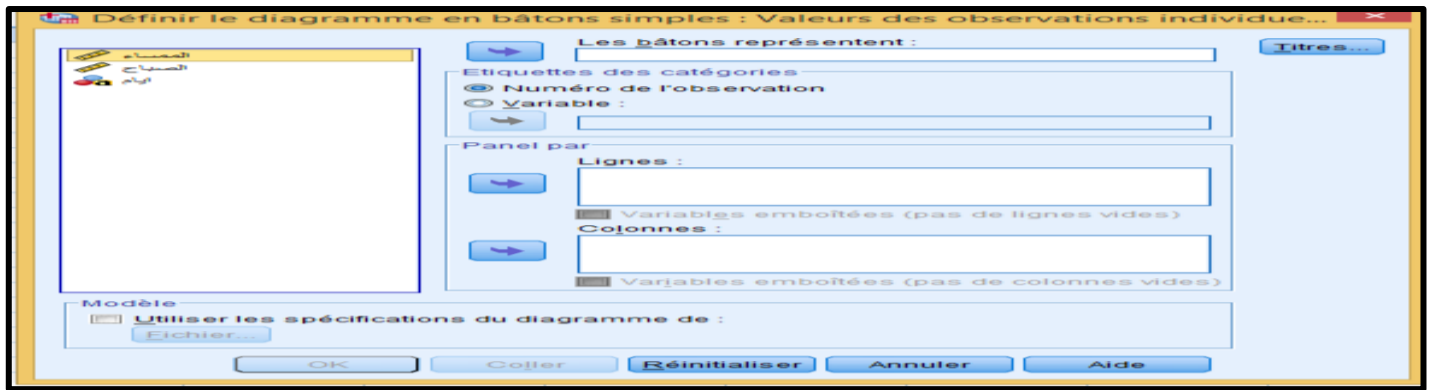 Définir le diagramme en bâtons simples : Valeurs des observations individue...
المساء
الصباح
ايام
Les bâtons représentent :
Titres...
Etiquettes des catégories
Numéro de l'observation
Variable :
Panel par
Lignes :
Variables emboîtées (pas de lignes vides)
Colonnes :
Variables emboîtées (pas de colonnes vides)
Modèle
Utiliser les spécifications du diagramme de :
Fichier...
OK Coller Réinitialiser Annuler Aide